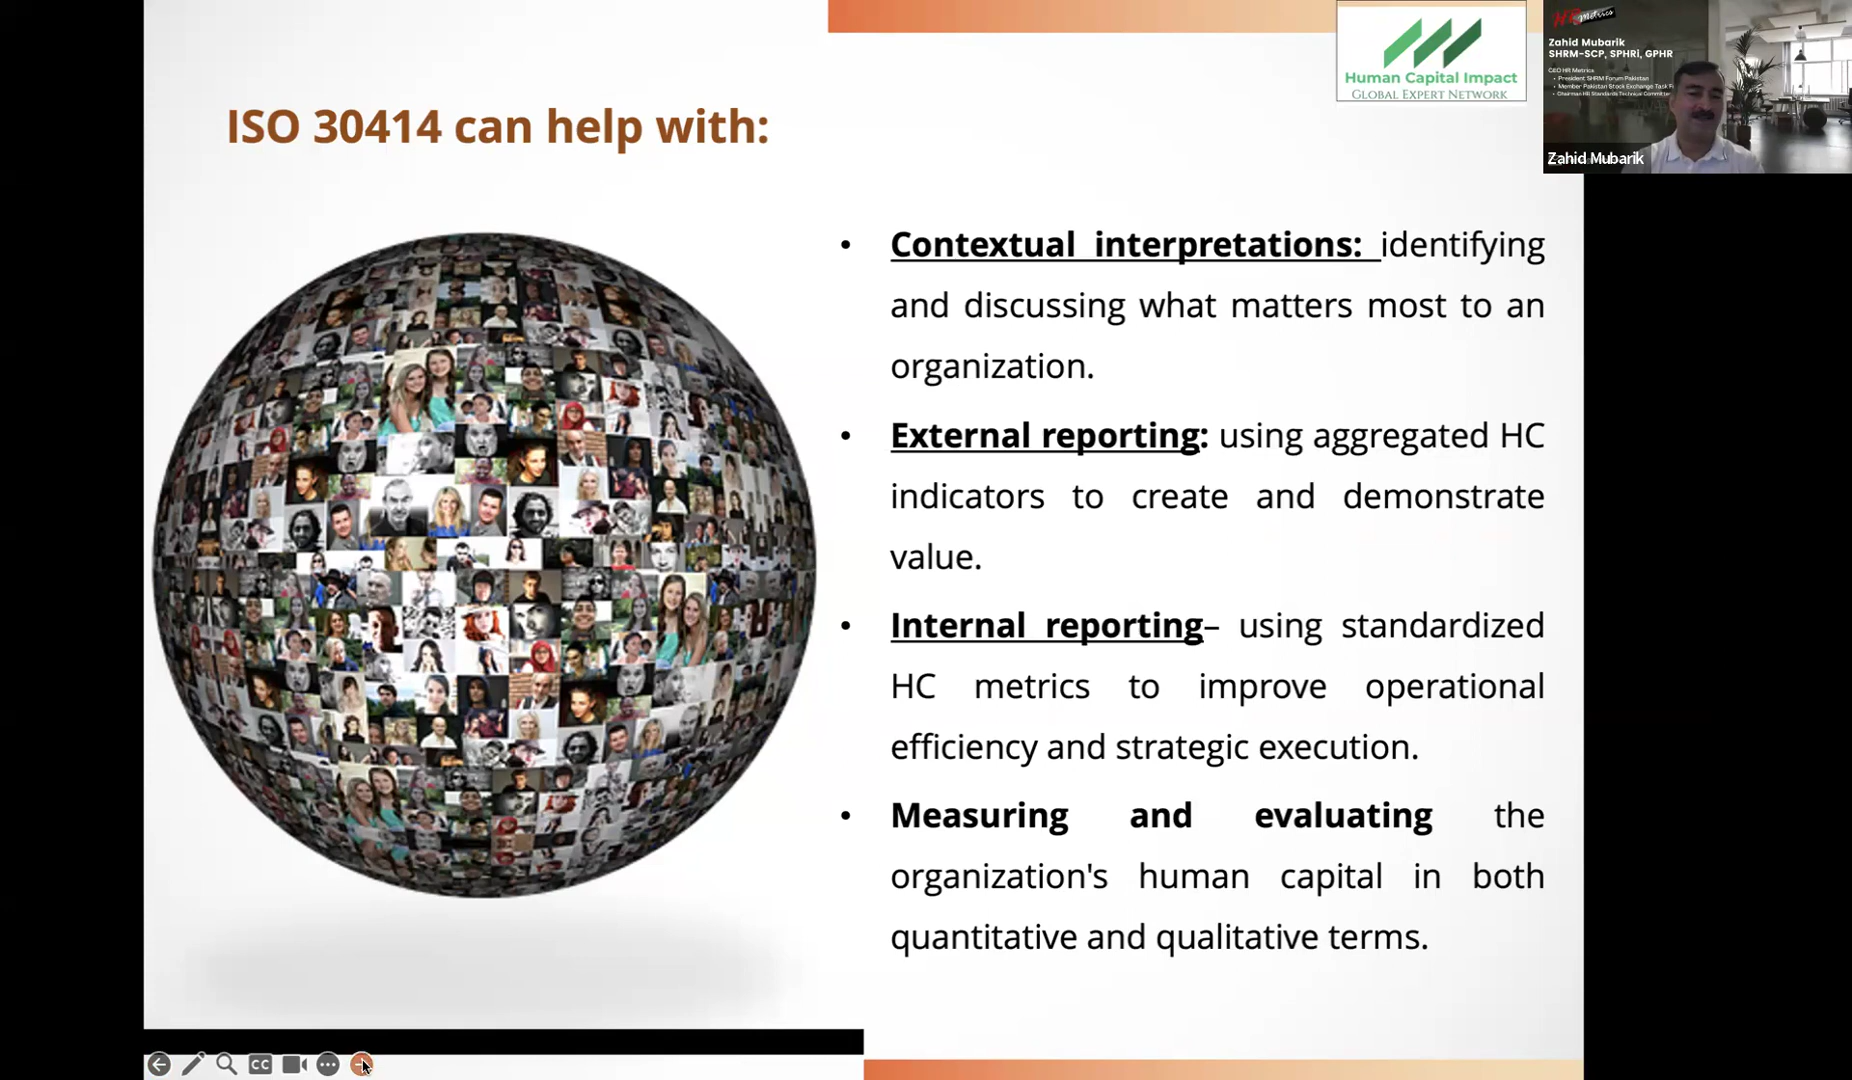 ISO 30414 can help with:
• Contextual interpretations: identifying
and discussing what matters most to an
organization.
• External reporting: using aggregated HC
indicators to create and demonstrate
value.
• Internal reporting– using standardized
HC metrics to improve operational
efficiency and strategic execution.
• Measuring and evaluating the
organization's human capital in both
quantitative and qualitative terms.
Human Capital Impact
GLOBAL EXPERT NETWORK
HR metrics
Zahid Mubarik
SHRM-SCP, SPHRi, GPHR
CEO HR Metrics
• President SHRM Forum Pakistan
• Member Pakistan Stock Exchange Task F
• Chairman HR Standards Technical Committee
Zahid Mubarik
CC